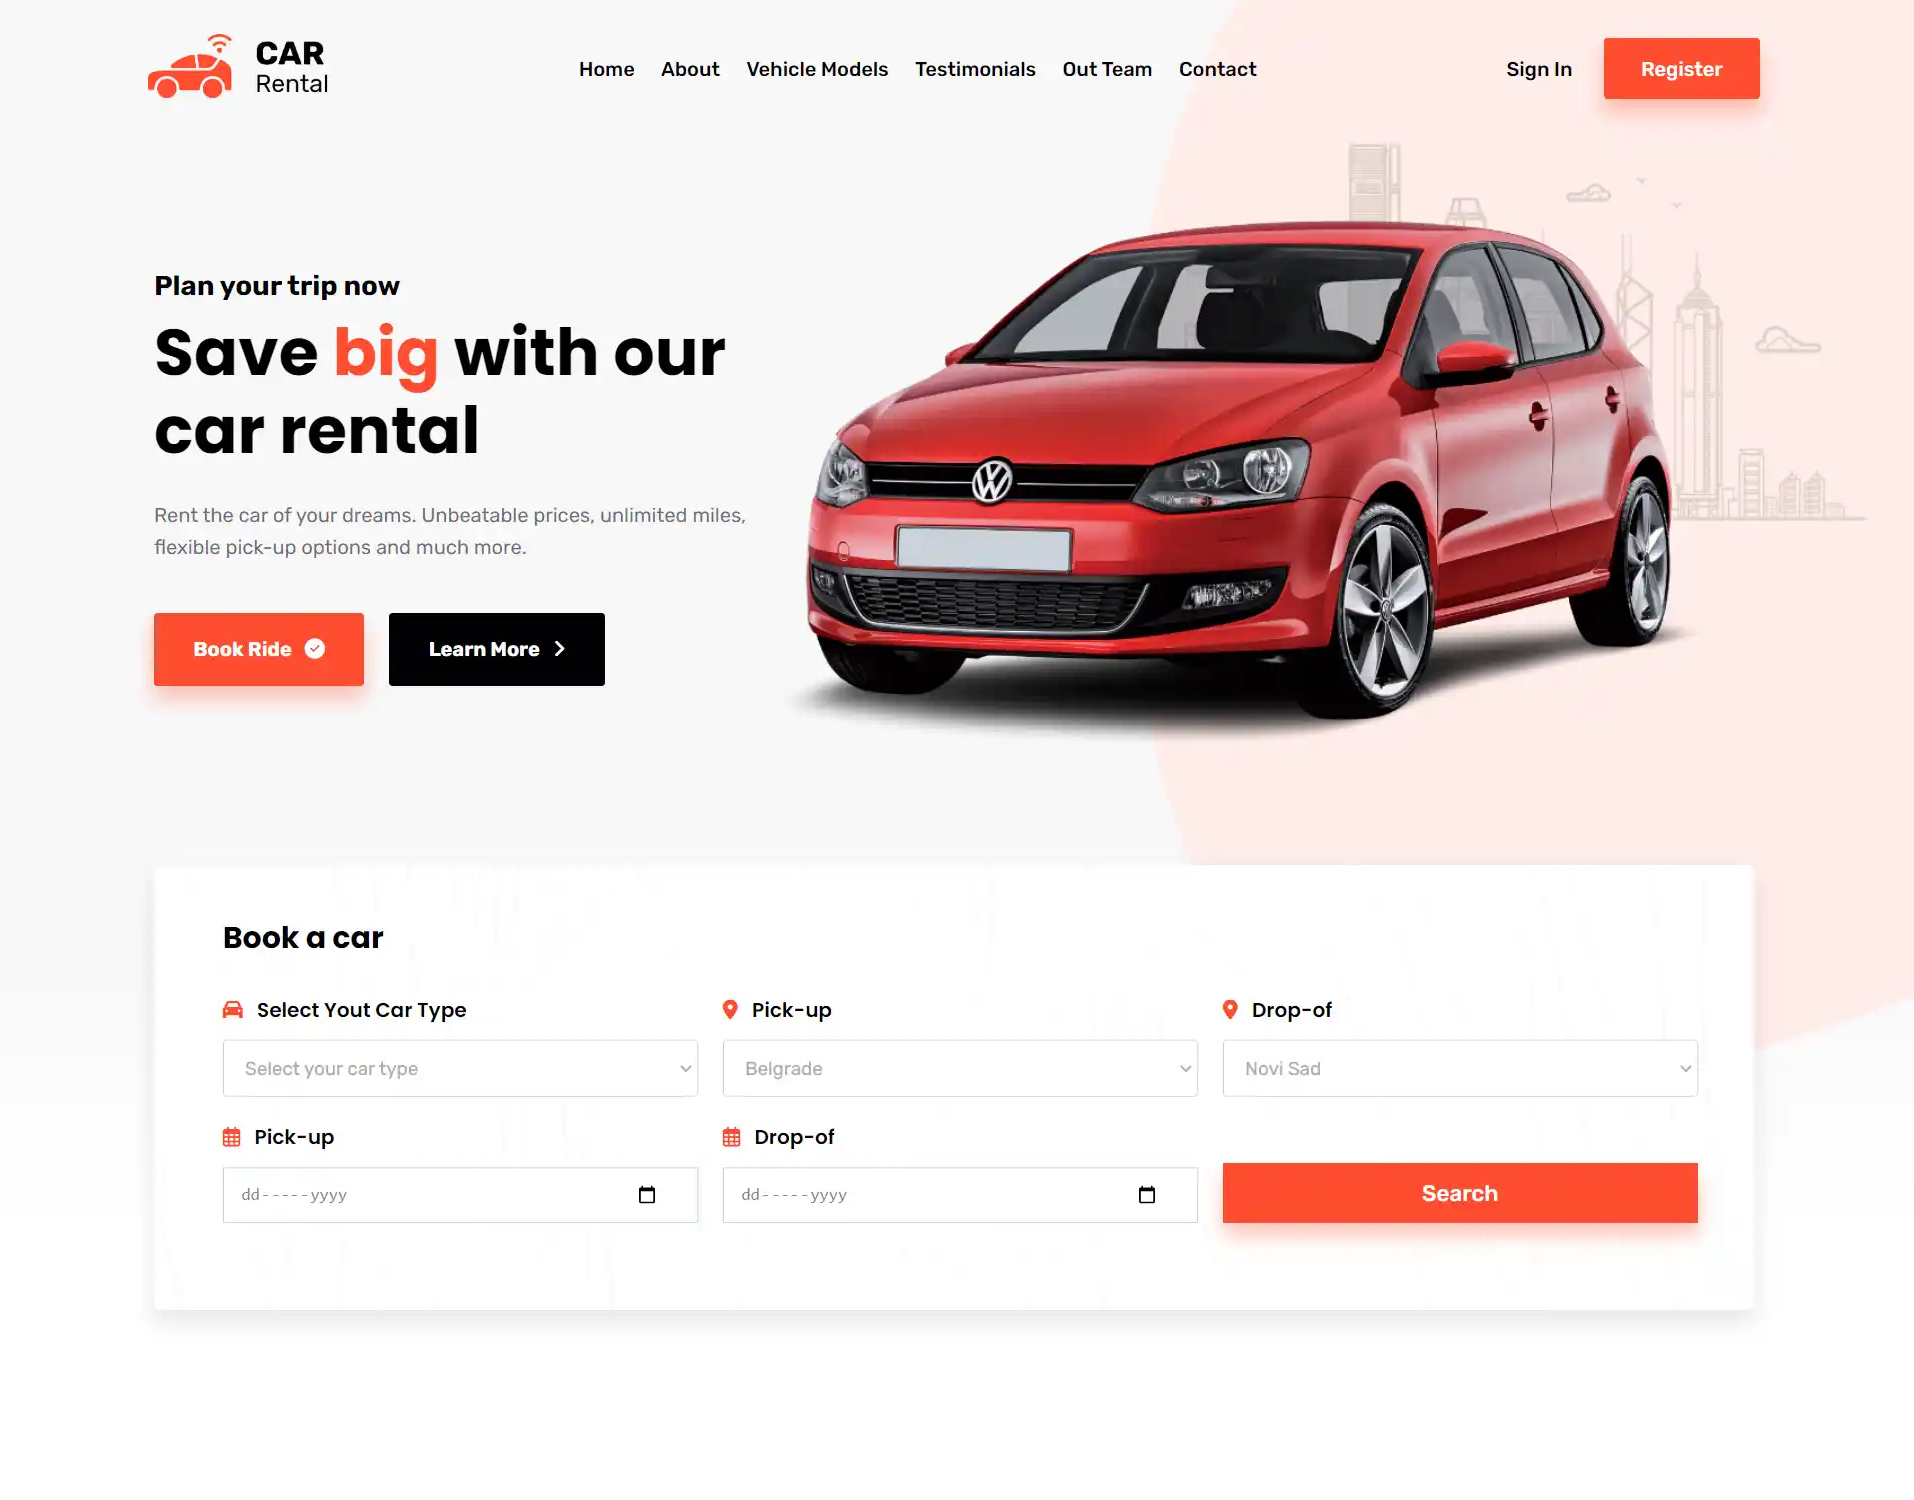 CAR
Rental
Home About Vehicle Models Testimonials Out Team Contact
Sign In Register
Plan your trip now
Save big with our
car rental
Rent the car of your dreams. Unbeatable prices, unlimited miles,
flexible pick-up options and much more.
Book Ride Learn More
Book a car
Select Yout Car Type Pick-up Drop-of
Select your car type Belgrade Novi Sad
Pick-up Drop-of
dd-----yyyy dd-----yyyy Search